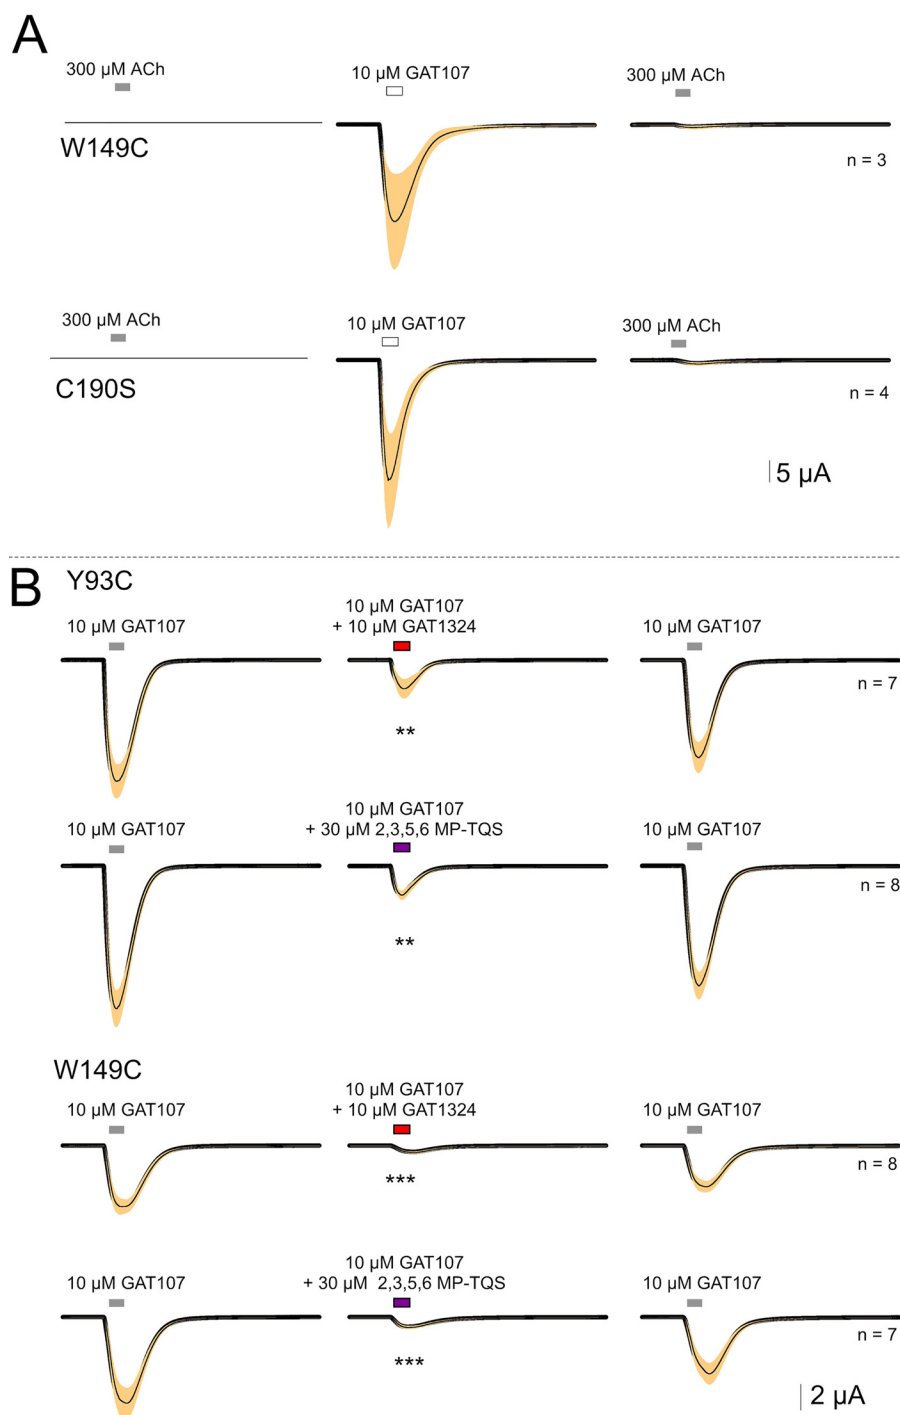 A
300 µM ACh
10 µM GAT107
300 µM ACh
W149C
n = 3
300 µM ACh
10 µM GAT107
300 µM ACh
C190S
n = 4
5 µA
B
Y93C
10 µM GAT107
10 µM GAT107
+ 10 µM GAT1324
10 µM GAT107
n = 7
**
10 µM GAT107
10 µM GAT107
+ 30 µM 2,3,5,6 MP-TQS
10 µM GAT107
n = 8
**
W149C
10 µM GAT107
10 µM GAT107
+ 10 µM GAT1324
10 µM GAT107
n = 8
***
10 µM GAT107
10 µM GAT107
+ 30 µM 2,3,5,6 MP-TQS
10 µM GAT107
n = 7
***
2 µA